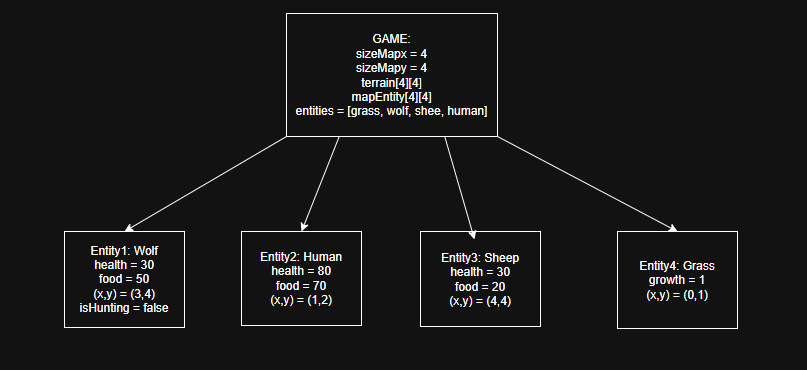 GAME:
sizeMapx = 4
sizeMapy = 4
terrain[4][4]
mapEntity[4][4]
entities = [grass, wolf, shee, human]
Entity1: Wolf
health = 30
food = 50
(x,y) = (3,4)
isHunting = false
Entity2: Human
health = 80
food = 70
(x,y) = (1,2)
Entity3: Sheep
health = 30
food = 20
(x,y) = (4,4)
Entity4: Grass
growth = 1
(x,y) = (0,1)